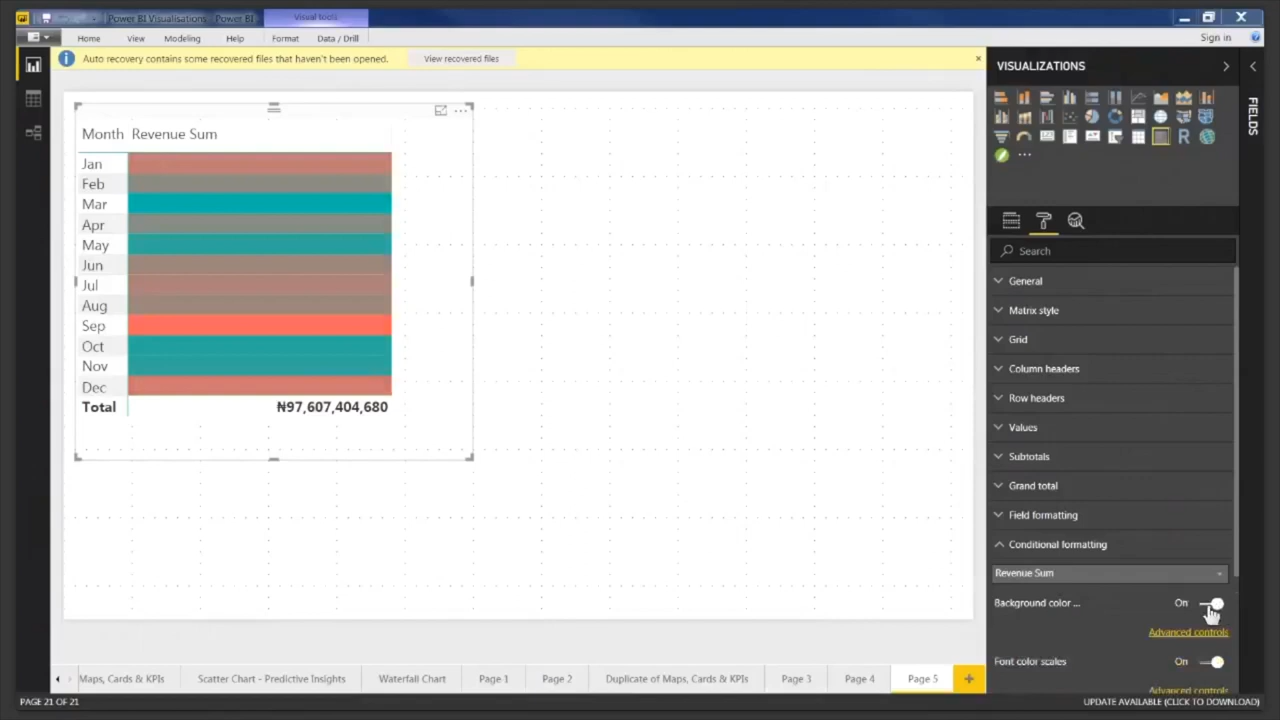 Power BI Visualisations - Power BI
Visual tools
Home View Modeling Help Format Data / Drill
Sign in
Auto recovery contains some recovered files that haven't been opened.
View recovered files
VISUALIZATIONS
FIELDS
Month Revenue Sum
Jan
Feb
Mar
Apr
May
Jun
Jul
Aug
Sep
Oct
Nov
Dec
Total ₦97,607,404,680
Search
General
Matrix style
Grid
Column headers
Row headers
Values
Subtotals
Grand total
Field formatting
Conditional formatting
Revenue Sum
Background color ... On
Advanced controls
Font color scales On
Advanced controls
Maps, Cards & KPIs Scatter Chart - Predictive Insights Waterfall Chart Page 1 Page 2 Duplicate of Maps, Cards & KPIs Page 3 Page 4 Page 5
PAGE 21 OF 21
UPDATE AVAILABLE (CLICK TO DOWNLOAD)